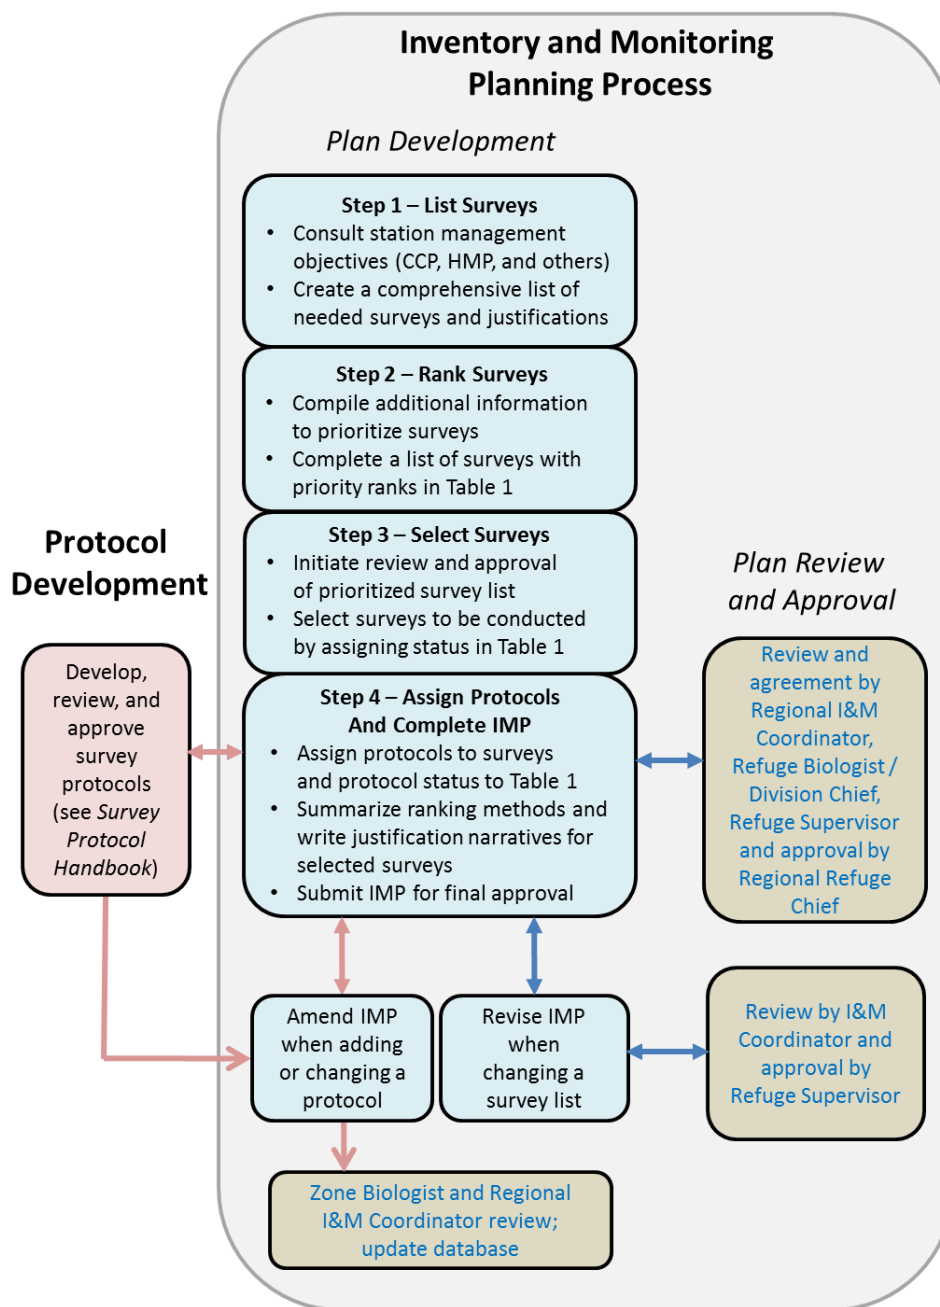 Inventory and Monitoring
Planning Process
Plan Development
Step 1 – List Surveys
• Consult station management
objectives (CCP, HMP, and others)
• Create a comprehensive list of
needed surveys and justifications
Step 2 – Rank Surveys
• Compile additional information
to prioritize surveys
• Complete a list of surveys with
priority ranks in Table 1
Step 3 – Select Surveys
• Initiate review and approval
of prioritized survey list
• Select surveys to be conducted
by assigning status in Table 1
Protocol
Development
Plan Review
and Approval
Develop,
review, and
approve
survey
protocols
(see Survey
Protocol
Handbook)
Step 4 – Assign Protocols
And Complete IMP
• Assign protocols to surveys
and protocol status to Table 1
• Summarize ranking methods and
write justification narratives for
selected surveys
• Submit IMP for final approval
Review and
agreement by
Regional I&M
Coordinator,
Refuge Biologist /
Division Chief,
Refuge Supervisor
and approval by
Regional Refuge
Chief
Amend IMP
when adding
or changing a
protocol
Revise IMP
when
changing a
survey list
Review by I&M
Coordinator and
approval by
Refuge Supervisor
Zone Biologist and Regional
I&M Coordinator review;
update database